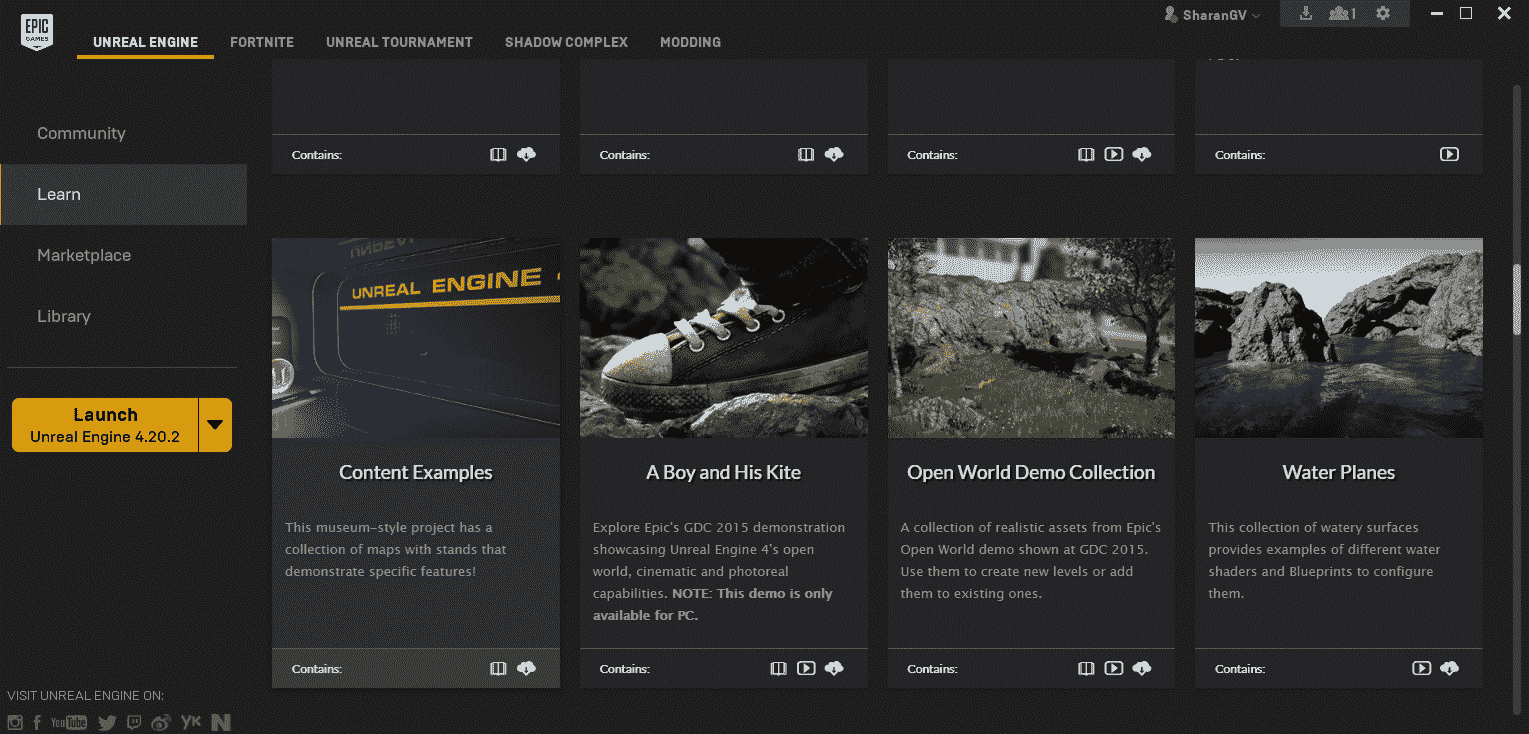 EPIC
GAMES
UNREAL ENGINE
FORTNITE
UNREAL TOURNAMENT
SHADOW COMPLEX
MODDING
SharanGV
1
Community
Learn
Marketplace
Library
Launch
Unreal Engine 4.20.2
VISIT UNREAL ENGINE ON:
YouTube
Contains:
Contains:
Contains:
Contains:
UNREAL ENGINE
Content Examples
This museum-style project has a
collection of maps with stands that
demonstrate specific features!
Contains:
A Boy and His Kite
Explore Epic's GDC 2015 demonstration
showcasing Unreal Engine 4's open
world, cinematic and photoreal
capabilities. NOTE: This demo is only
available for PC.
Contains:
Open World Demo Collection
A collection of realistic assets from Epic's
Open World demo shown at GDC 2015.
Use them to create new levels or add
them to existing ones.
Contains:
Water Planes
This collection of watery surfaces
provides examples of different water
shaders and Blueprints to configure
them.
Contains: